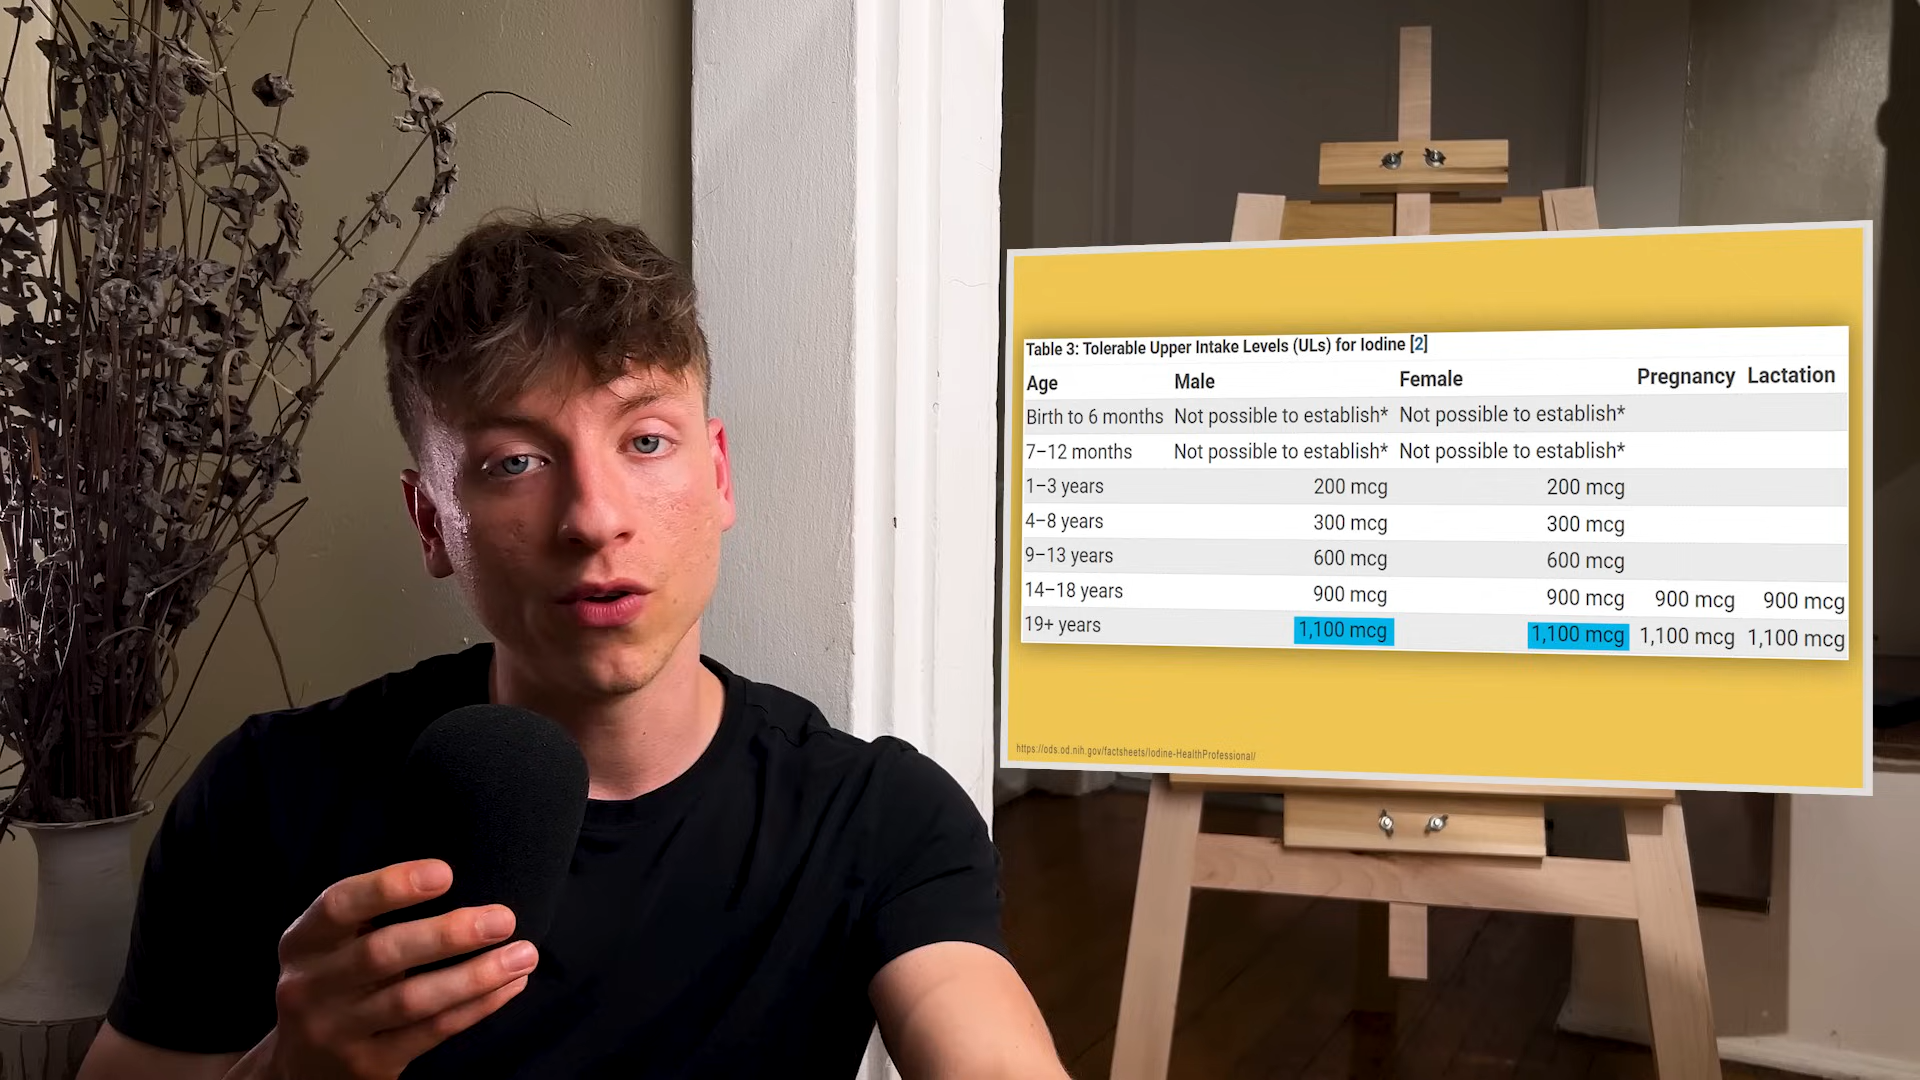 Table 3: Tolerable Upper Intake Levels (ULs) for Iodine [2]
Age Male Female Pregnancy Lactation
Birth to 6 months Not possible to establish* Not possible to establish*
7–12 months Not possible to establish* Not possible to establish*
1–3 years 200 mcg 200 mcg
4–8 years 300 mcg 300 mcg
9–13 years 600 mcg 600 mcg
14–18 years 900 mcg 900 mcg 900 mcg 900 mcg
19+ years 1,100 mcg 1,100 mcg 1,100 mcg 1,100 mcg
https://ods.od.nih.gov/factsheets/Iodine-HealthProfessional/